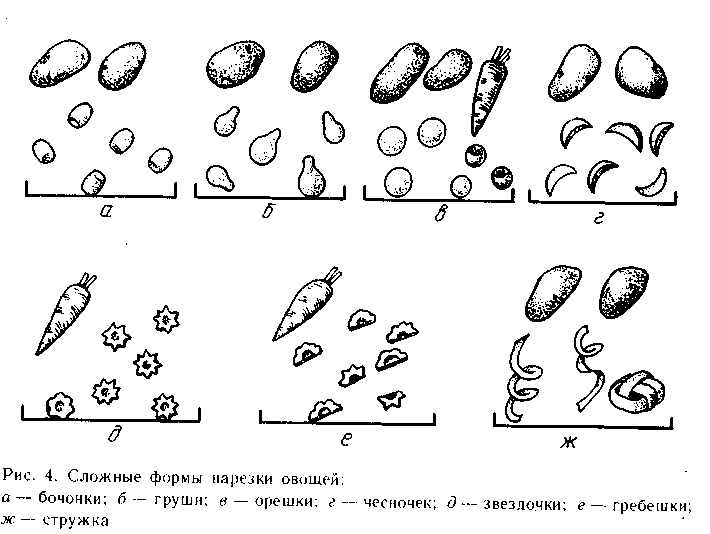 а б в г
д е ж
Рис. 4. Сложные формы нарезки овощей:
а — бочонки; б — груши; в — орешки; г — чесночек; д — звездочки; е — гребешки;
ж — стружка